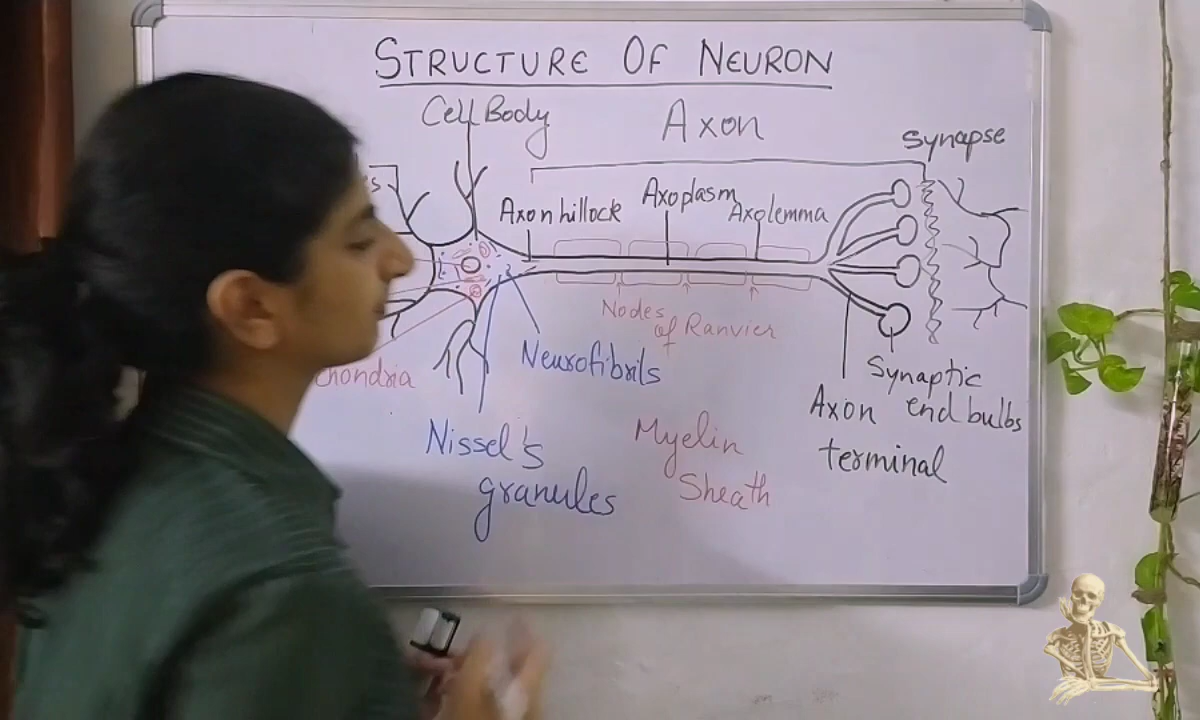 STRUCTURE OF NEURON
Cell Body
Axon
Synapse
Axon hillock
Axoplasm
Axolemma
Nodes
of Ranvier
Neurofibrils
chondria
Synaptic
end bulbs
Axon
terminal
Nissel's
granules
Myelin
Sheath